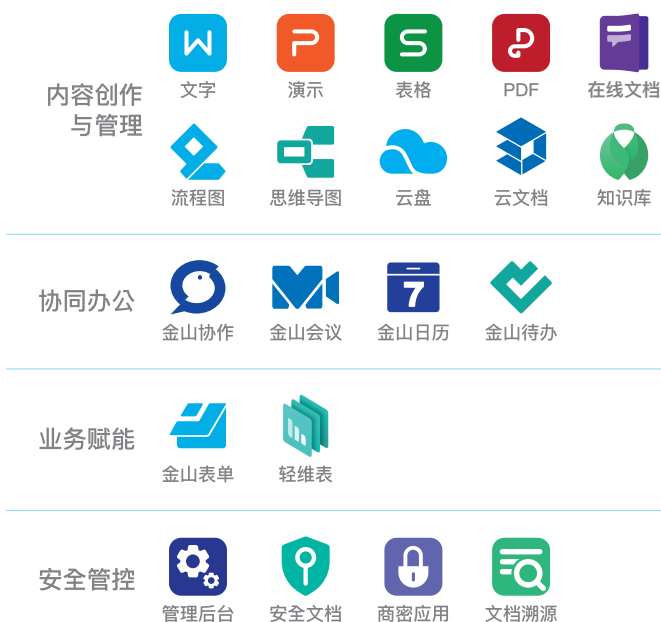 内容创作
与管理
文字
演示
表格
PDF
在线文档
流程图
思维导图
云盘
云文档
知识库
协同办公
金山协作
金山会议
7
金山日历
金山待办
业务赋能
金山表单
轻维表
安全管控
管理后台
安全文档
商密应用
文档溯源